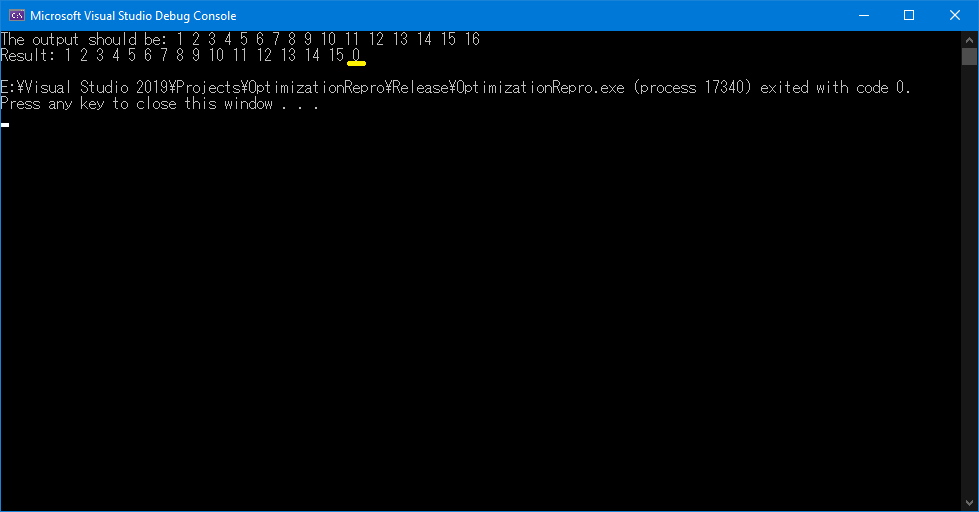 Microsoft Visual Studio Debug Console
The output should be: 1 2 3 4 5 6 7 8 9 10 11 12 13 14 15 16
Result: 1 2 3 4 5 6 7 8 9 10 11 12 13 14 15 0
E:¥Visual Studio 2019¥Projects¥OptimizationRepro¥Release¥OptimizationRepro.exe (process 17340) exited with code 0.
Press any key to close this window . . .